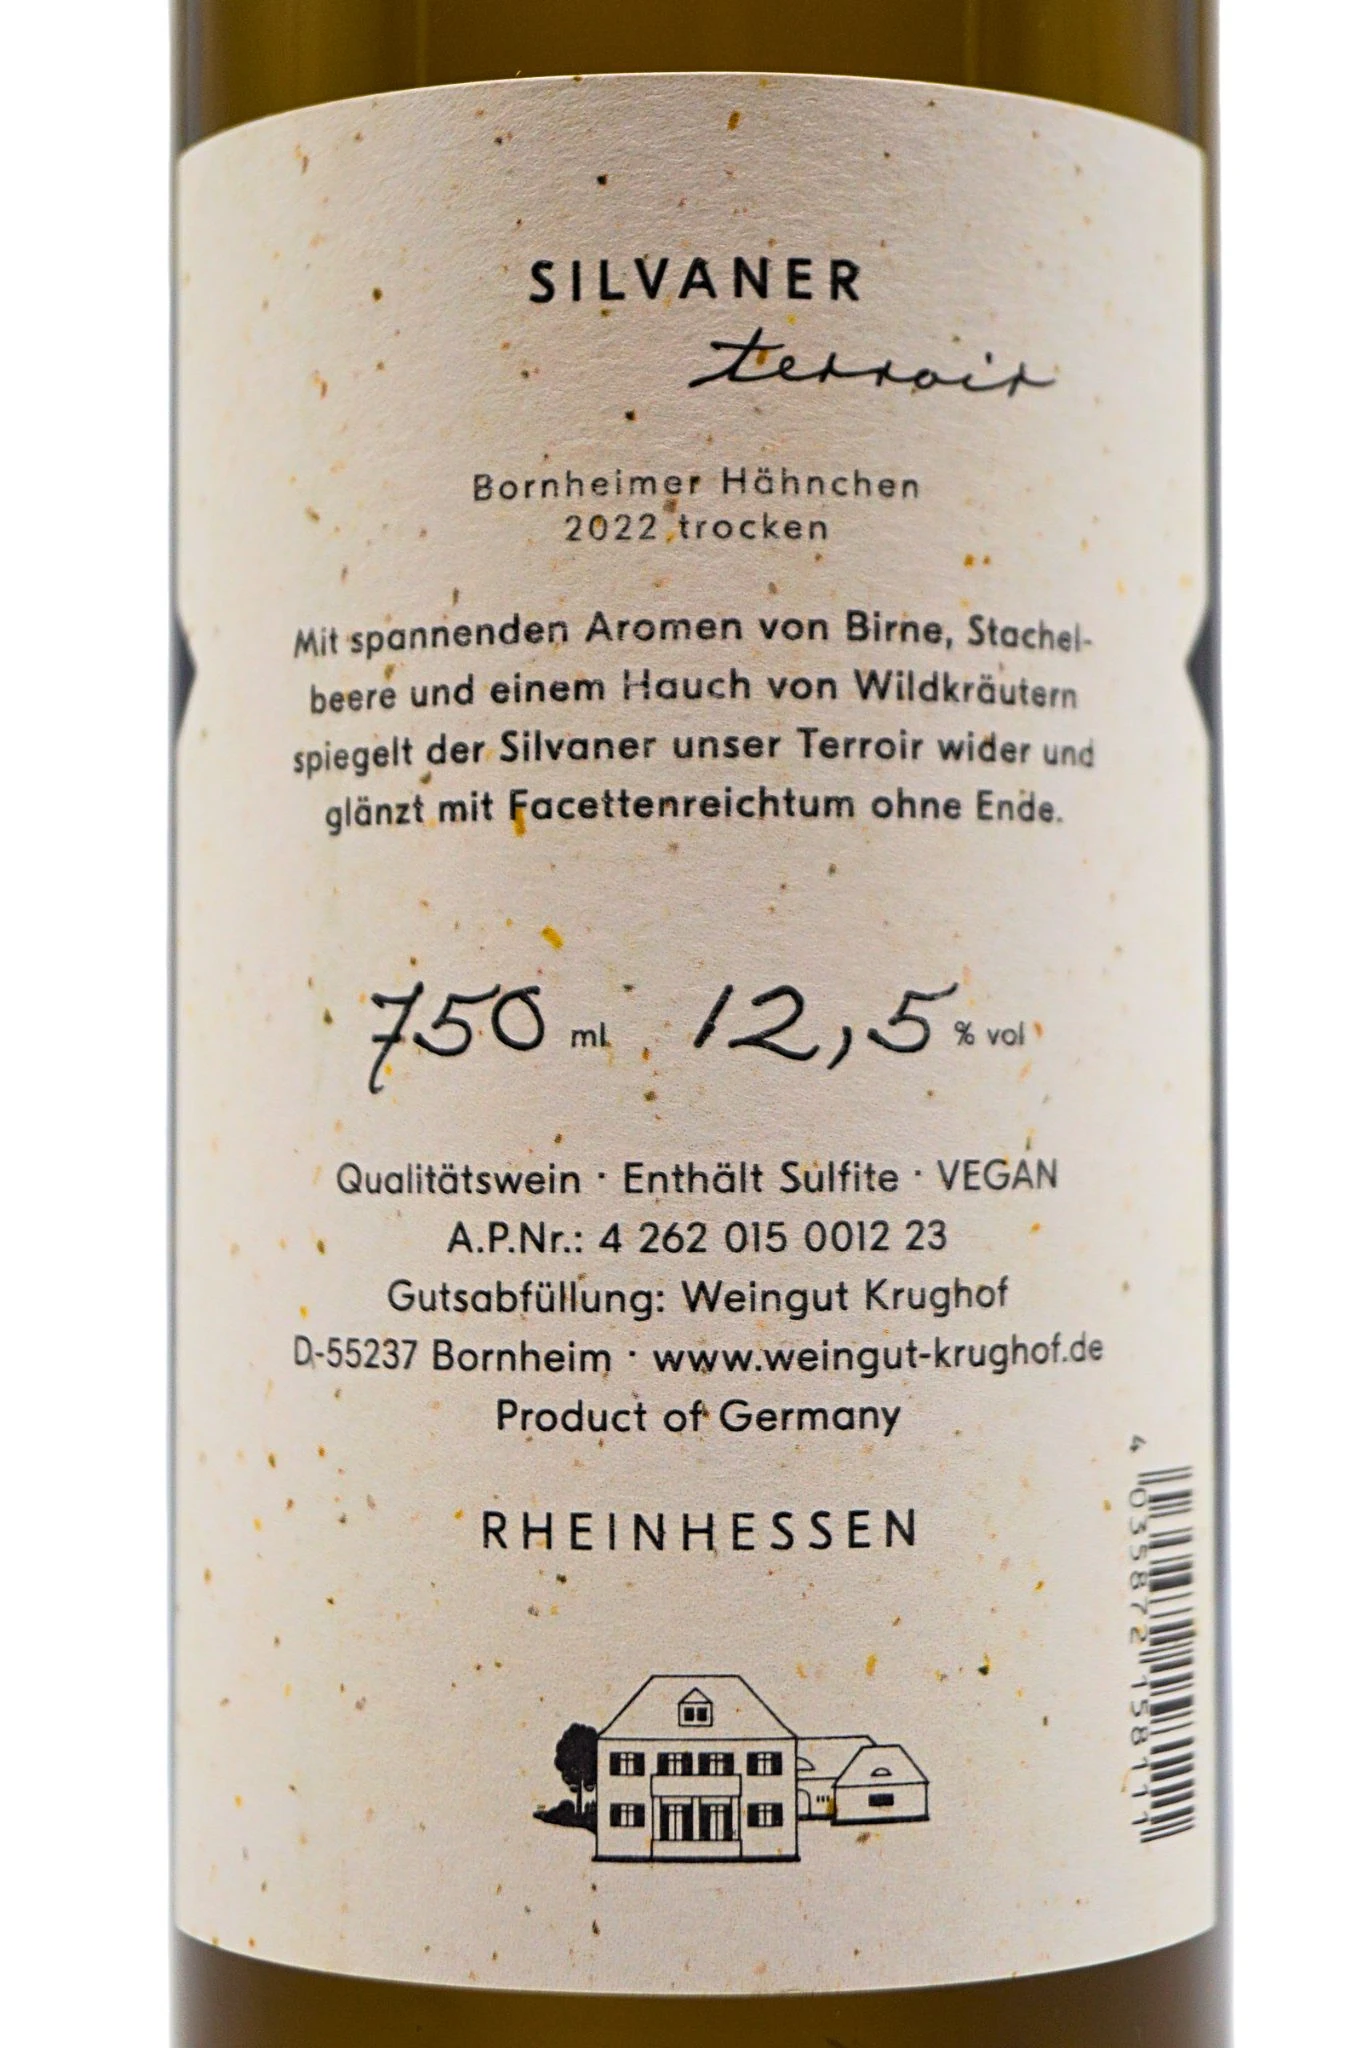 SILVANER
terroir
Bornheimer Hähnchen
2022 trocken
Mit spannenden Aromen von Birne, Stachel-
beere und einem Hauch von Wildkräutern
spiegelt der Silvaner unser Terroir wider und
glänzt mit Facettenreichtum ohne Ende.
750 ml 12,5 % vol
Qualitätswein · Enthält Sulfite · VEGAN
A.P.Nr.: 4 262 015 0012 23
Gutsabfüllung: Weingut Krughof
D-55237 Bornheim · www.weingut-krughof.de
Product of Germany
RHEINHESSEN
4 035872 158111